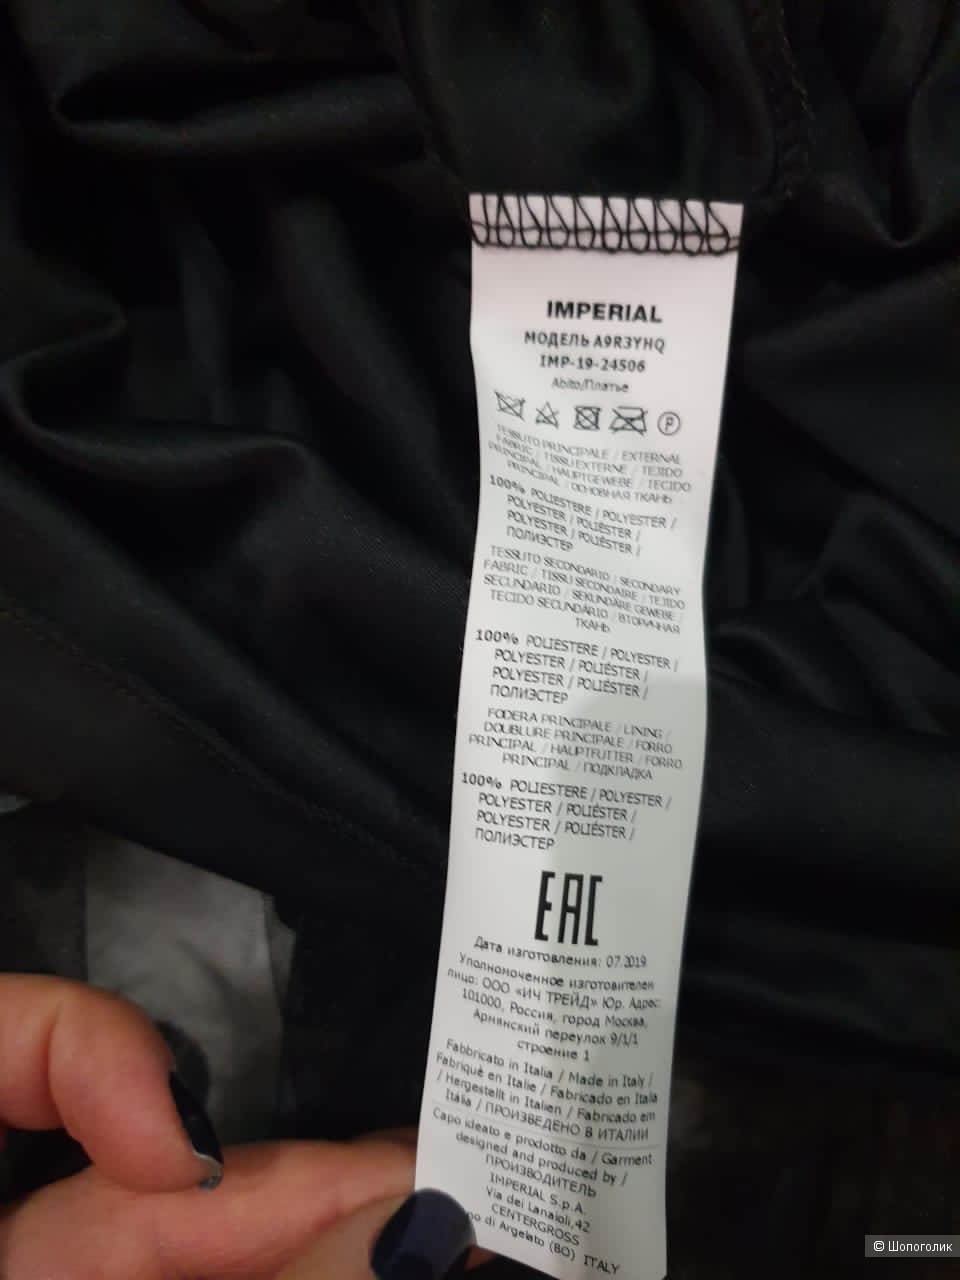 IMPERIAL
МОДЕЛЬ A9R3YHQ
IMP-19-24506
Abito/Платье
P
TESSUTO PRINCIPALE / EXTERNAL
FABRIC / TISSU EXTERNE / TEJIDO
PRINCIPAL / HAUPTGEWEBE / TECIDO
PRINCIPAL / ОСНОВНАЯ ТКАНЬ
100% POLIESTERE / POLYESTER /
POLYESTER / POLIÉSTER /
POLYESTER / POLIÉSTER /
ПОЛИЭСТЕР
TESSUTO SECONDARIO / SECONDARY
FABRIC / TISSU SECONDAIRE / TEJIDO
SECUNDARIO / SEKUNDÄRE GEWEBE /
TECIDO SECUNDÁRIO / ВТОРИЧНАЯ
ТКАНЬ
100% POLIESTERE / POLYESTER /
POLYESTER / POLIÉSTER /
POLYESTER / POLIÉSTER /
ПОЛИЭСТЕР
FODERA PRINCIPALE / LINING /
DOUBLURE PRINCIPALE / FORRO
PRINCIPAL / HAUPTFUTTER / FORRO
PRINCIPAL / ПОДКЛАДКА
100% POLIESTERE / POLYESTER /
POLYESTER / POLIÉSTER /
POLYESTER / POLIÉSTER /
ПОЛИЭСТЕР
EAC
Дата изготовления: 07.2019
Уполномоченное изготовителем
лицо: ООО «ИЧ ТРЕЙД» Юр. Адрес:
101000, Россия, город Москва,
Армянский переулок 9/1/1
строение 1
Fabbricato in Italia / Made in Italy /
Fabriqué en Italie / Fabricado en Italia
/ Hergestellt in Italien / Fabricado em
Itália / ПРОИЗВЕДЕНО В ИТАЛИИ
Capo ideato e prodotto da / Garment
designed and produced by /
ПРОИЗВОДИТЕЛЬ
IMPERIAL S.p.A.
Via dei Lanaioli,42
CENTERGROSS
di Argelato (BO) ITALY
© Шопоголик